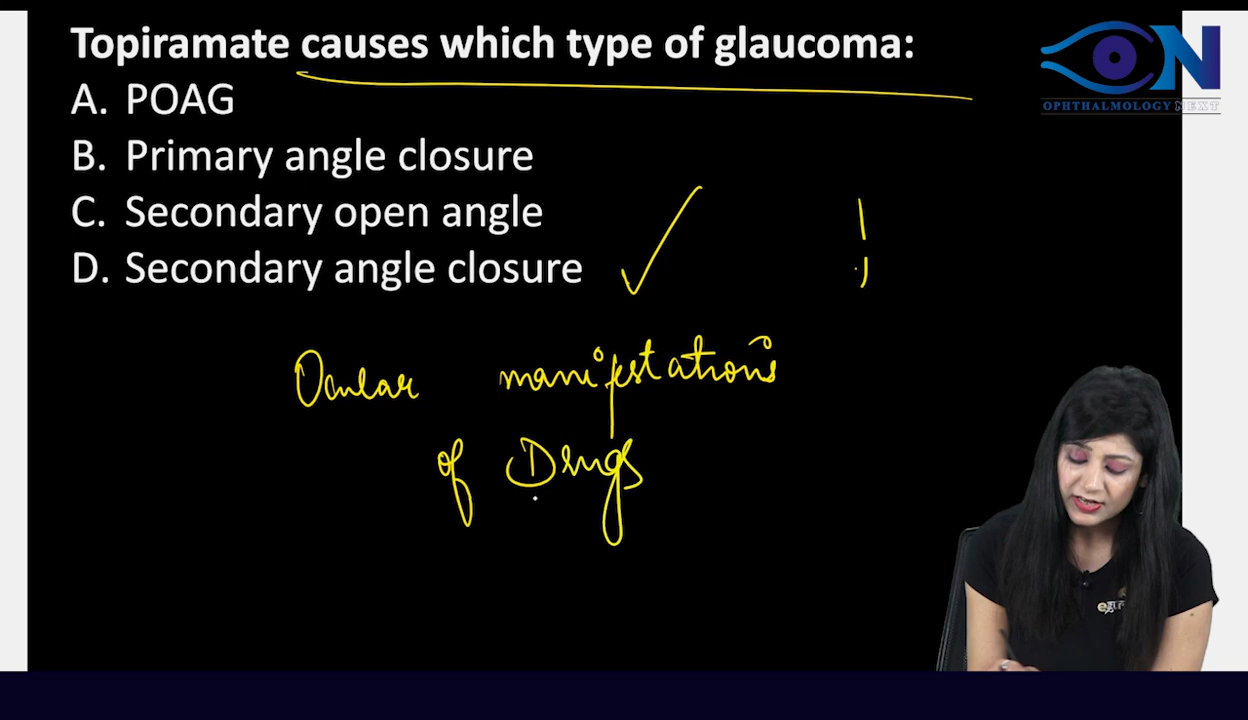 Topiramate causes which type of glaucoma:
A. POAG
B. Primary angle closure
C. Secondary open angle
D. Secondary angle closure
Ocular manifestations
of Drugs
ON
OPHTHALMOLOGY NEXT